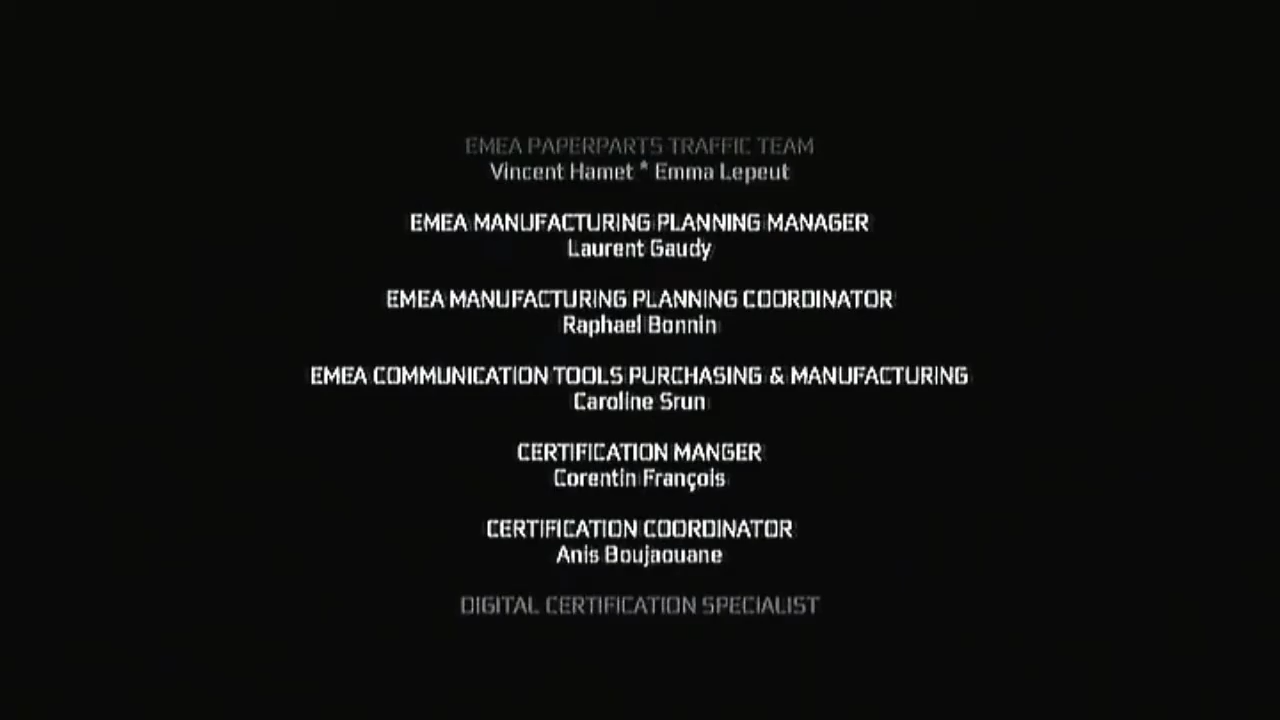 EMEA PAPERPARTS TRAFFIC TEAM
Vincent Hamet * Emma Lepeut
EMEA MANUFACTURING PLANNING MANAGER
Laurent Gaudy
EMEA MANUFACTURING PLANNING COORDINATOR
Raphael Bonnin
EMEA COMMUNICATION TOOLS PURCHASING & MANUFACTURING
Caroline Srun
CERTIFICATION MANGER
Corentin François
CERTIFICATION COORDINATOR
Anis Boujaouane
DIGITAL CERTIFICATION SPECIALIST